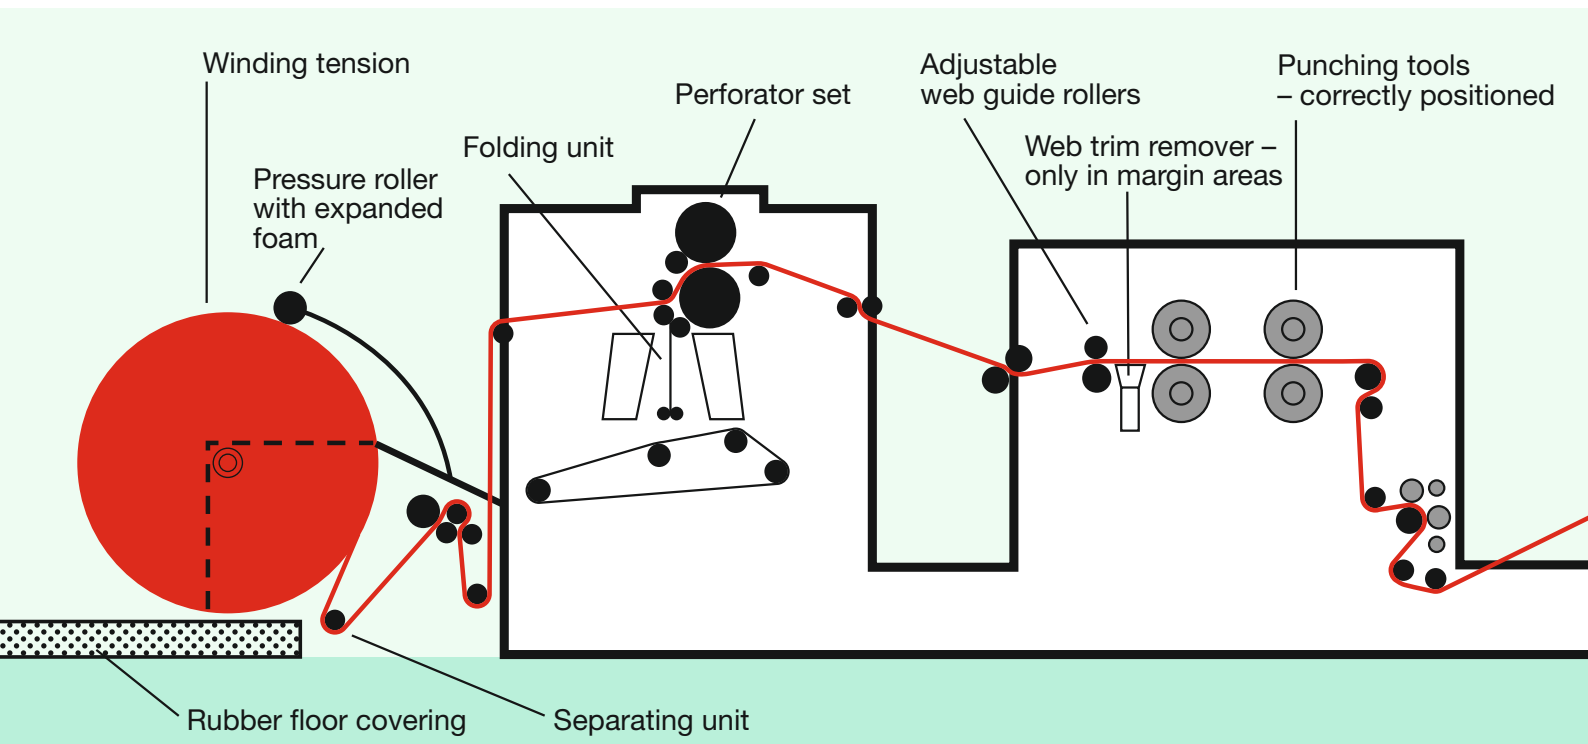 Winding tension
Pressure roller
with expanded
foam
Folding unit
Perforator set
Adjustable
web guide rollers
Web trim remover –
only in margin areas
Punching tools
– correctly positioned
Rubber floor covering
Separating unit